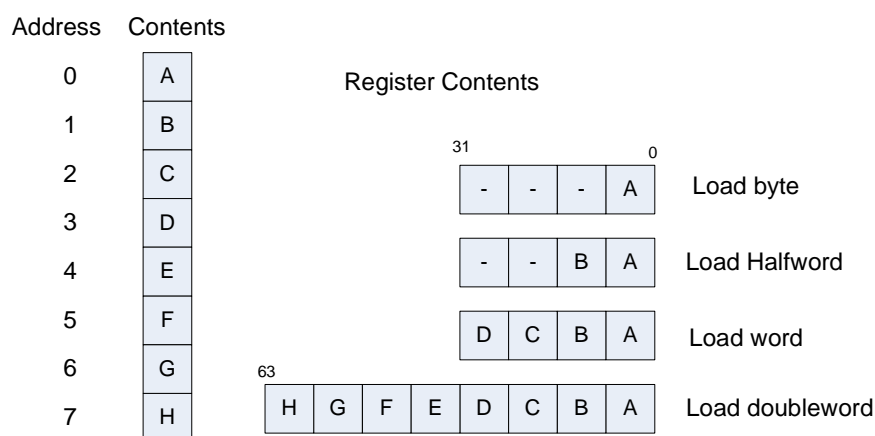 Address Contents
0 A
1 B
2 C
3 D
4 E
5 F
6 G
7 H
Register Contents
31 0
- - - A Load byte
- - B A Load Halfword
D C B A Load word
63
H G F E D C B A Load doubleword